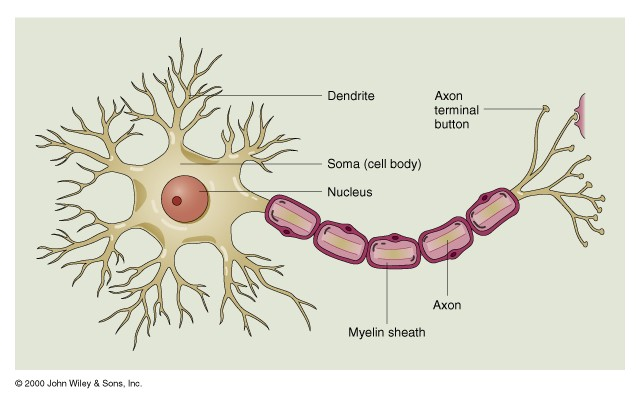 Dendrite
Axon
terminal
button
Soma (cell body)
Nucleus
Axon
Myelin sheath
© 2000 John Wiley & Sons, Inc.